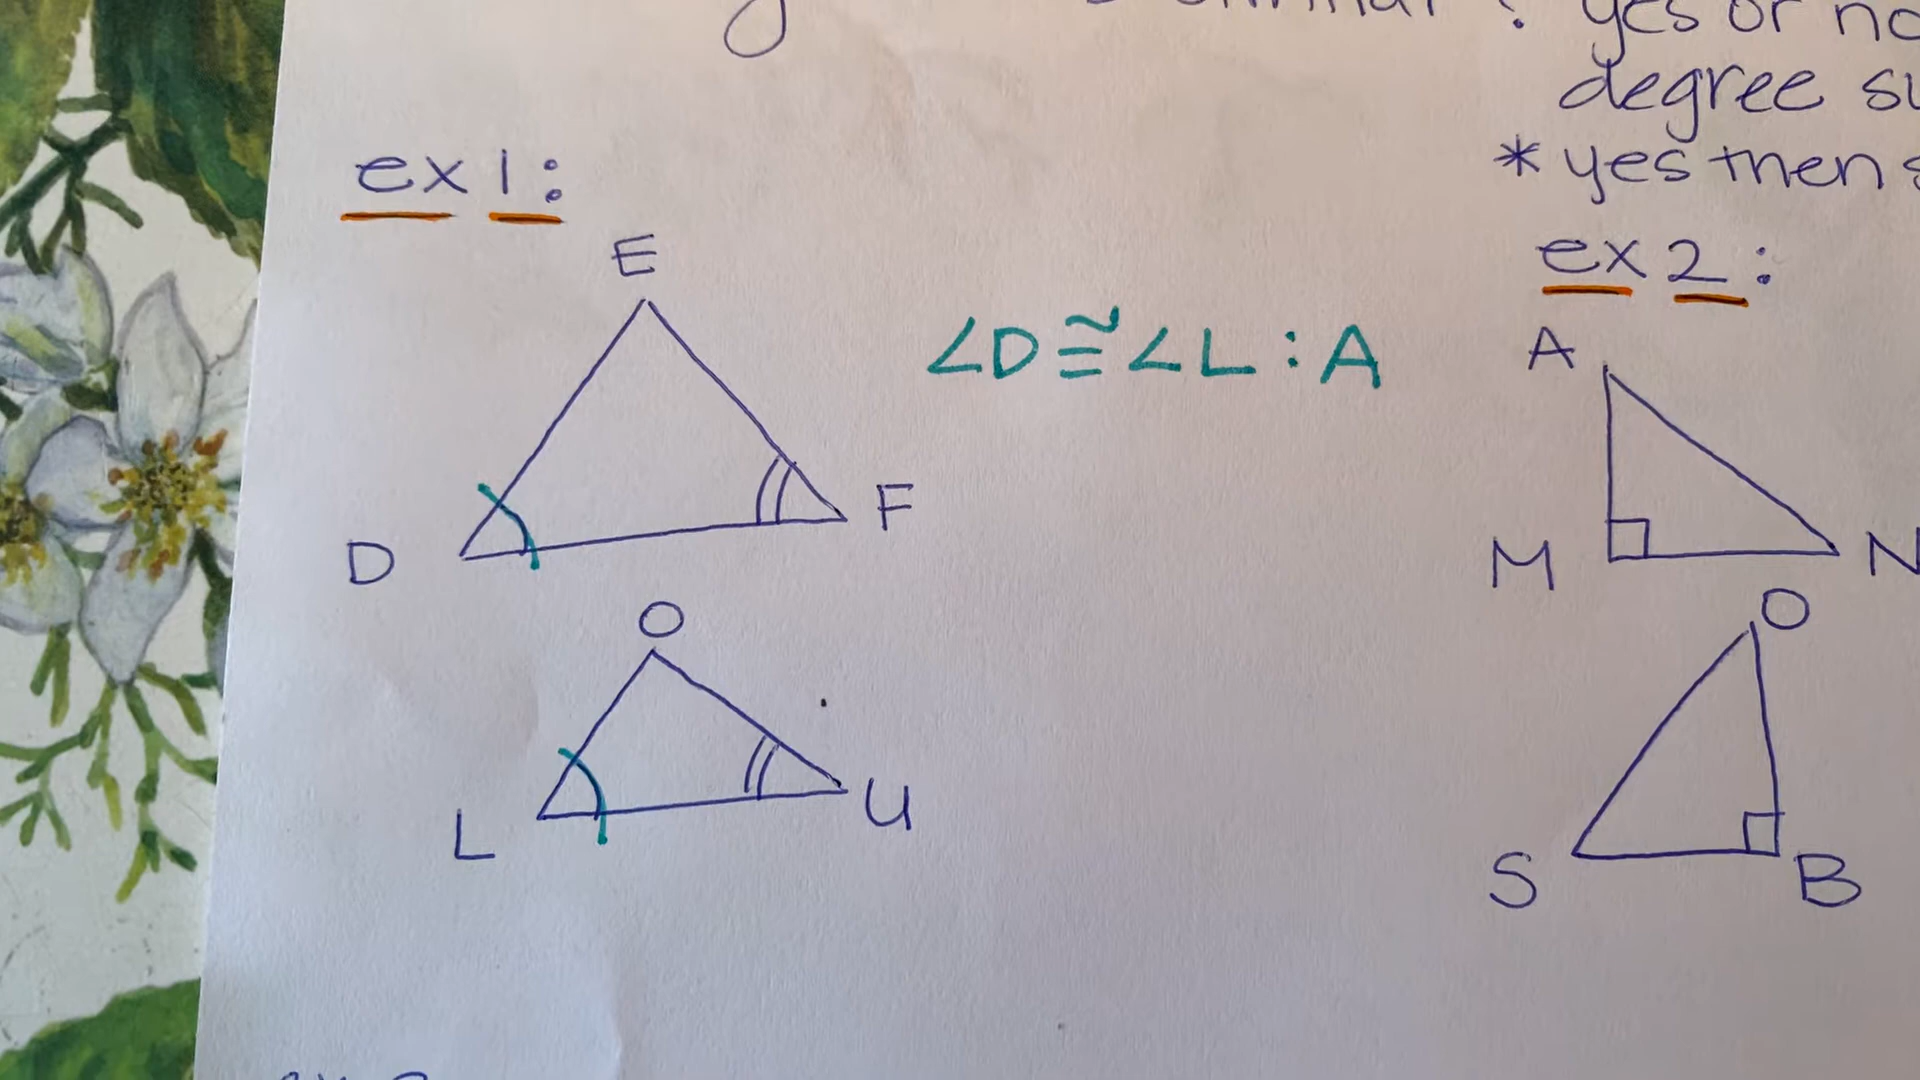 ? yes or no
degree
* yes then
ex 1:
E
∠D ≅ ∠L : A
D
F
O
L
U
ex 2:
A
M
N
O
S
B